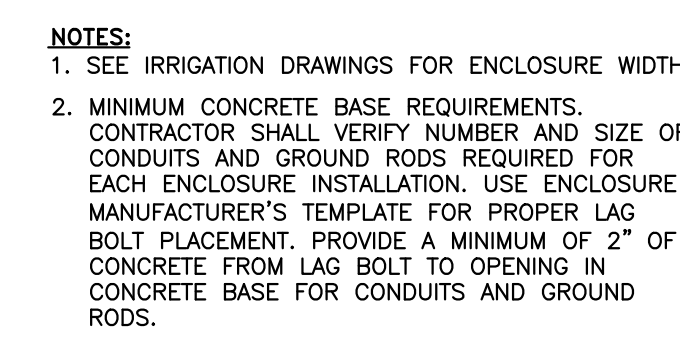 NOTES:
1. SEE IRRIGATION DRAWINGS FOR ENCLOSURE WIDTH
2. MINIMUM CONCRETE BASE REQUIREMENTS.
CONTRACTOR SHALL VERIFY NUMBER AND SIZE OF
CONDUITS AND GROUND RODS REQUIRED FOR
EACH ENCLOSURE INSTALLATION. USE ENCLOSURE
MANUFACTURER'S TEMPLATE FOR PROPER LAG
BOLT PLACEMENT. PROVIDE A MINIMUM OF 2" OF
CONCRETE FROM LAG BOLT TO OPENING IN
CONCRETE BASE FOR CONDUITS AND GROUND
RODS.